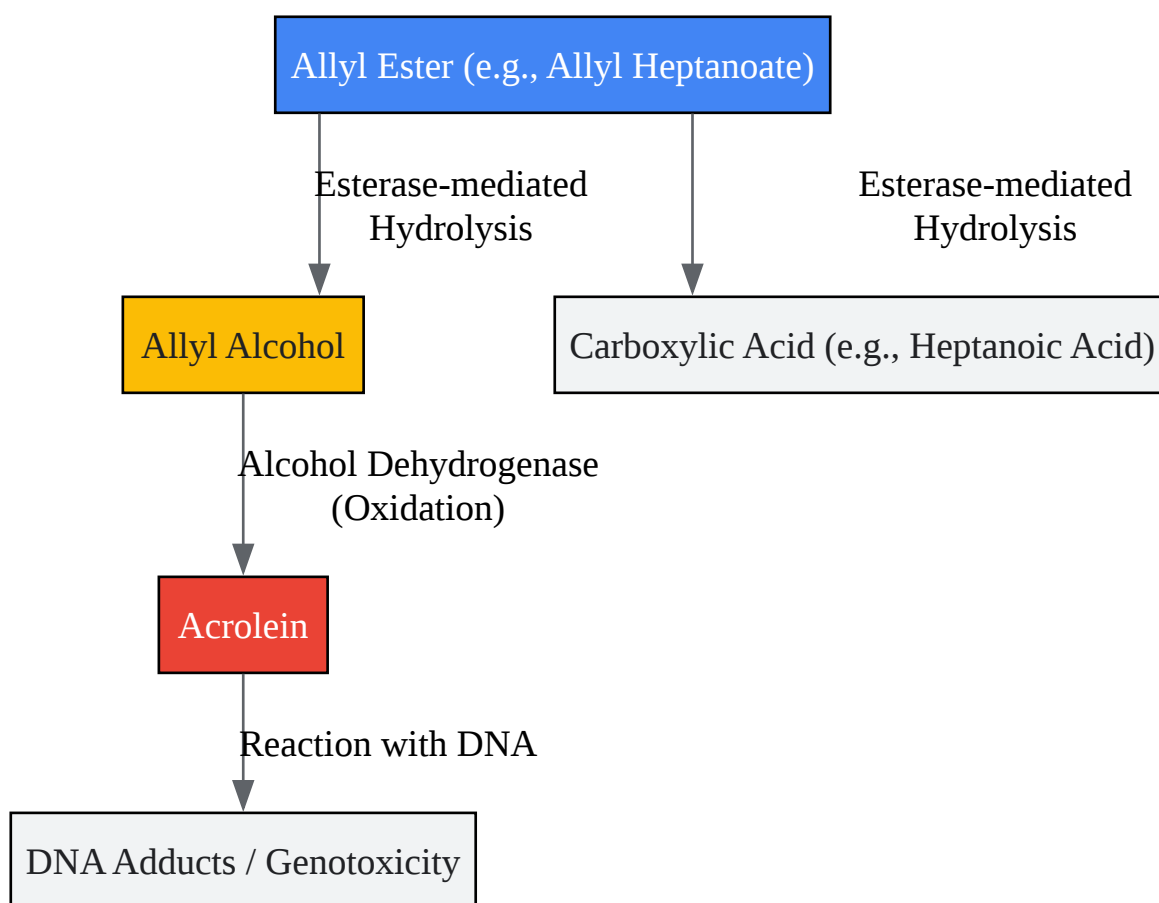 Allyl Ester (e.g., Allyl Heptanoate)
Esterase-mediated
Hydrolysis
Esterase-mediated
Hydrolysis
Allyl Alcohol
Carboxylic Acid (e.g., Heptanoic Acid)
Alcohol Dehydrogenase
(Oxidation)
Acrolein
Reaction with DNA
DNA Adducts / Genotoxicity